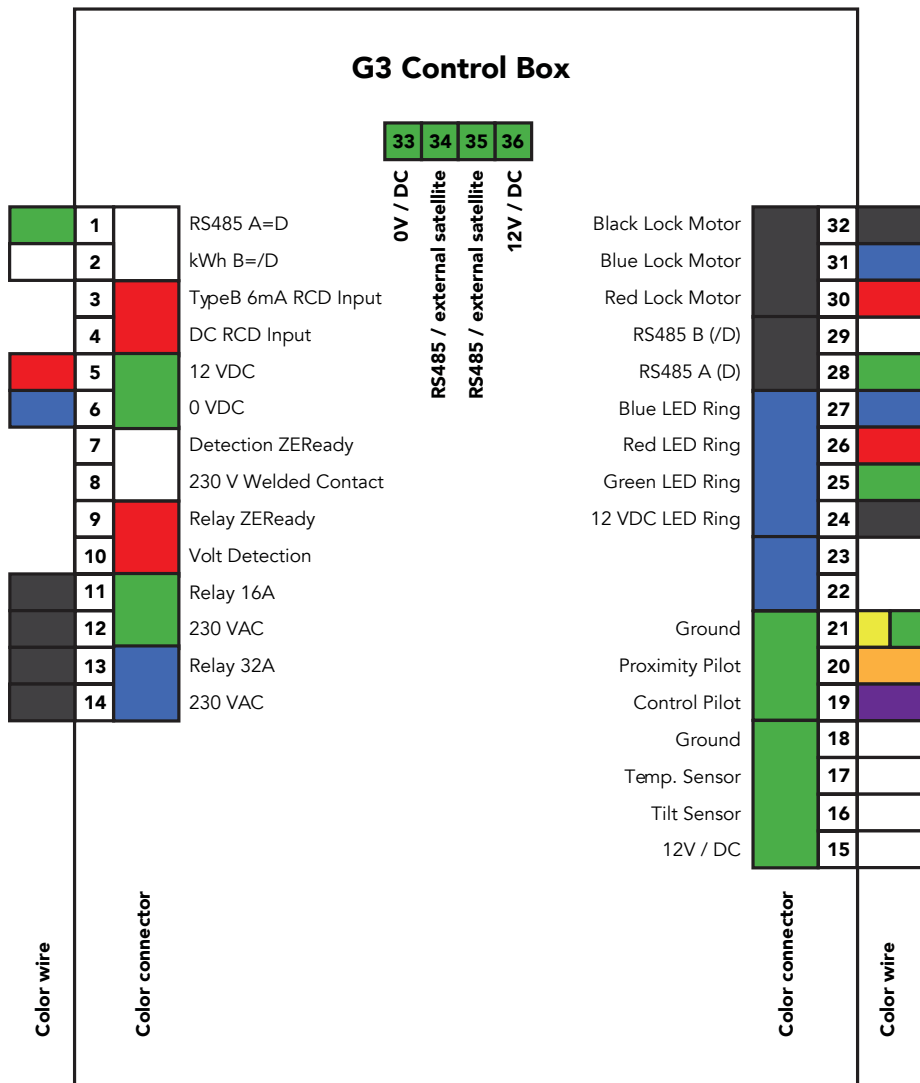 G3 Control Box
33 34 35 36
0V / DC
RS485 / external satellite
RS485 / external satellite
12V / DC
1 RS485 A=D
2 kWh B=/D
3 TypeB 6mA RCD Input
4 DC RCD Input
5 12 VDC
6 0 VDC
7 Detection ZEReady
8 230 V Welded Contact
9 Relay ZEReady
10 Volt Detection
11 Relay 16A
12 230 VAC
13 Relay 32A
14 230 VAC
Black Lock Motor 32
Blue Lock Motor 31
Red Lock Motor 30
RS485 B (/D) 29
RS485 A (D) 28
Blue LED Ring 27
Red LED Ring 26
Green LED Ring 25
12 VDC LED Ring 24
23
22
Ground 21
Proximity Pilot 20
Control Pilot 19
Ground 18
Temp. Sensor 17
Tilt Sensor 16
12V / DC 15
Color wire
Color connector
Color connector
Color wire